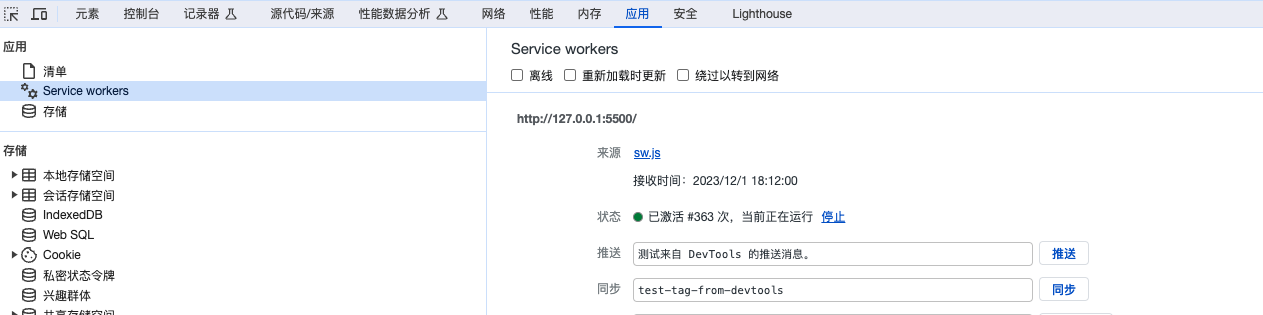 元素 控制台 记录器 源代码/来源 性能数据分析 网络 性能 内存 应用 安全 Lighthouse
应用
清单
Service workers
存储
存储
本地存储空间
会话存储空间
IndexedDB
Web SQL
Cookie
私密状态令牌
兴趣群体
共享存储空间
Service workers
离线 重新加载时更新 绕过以转到网络
http://127.0.0.1:5500/
来源 sw.js
接收时间：2023/12/1 18:12:00
状态 已激活 #363 次，当前正在运行 停止
推送 测试来自 DevTools 的推送消息。 推送
同步 test-tag-from-devtools 同步